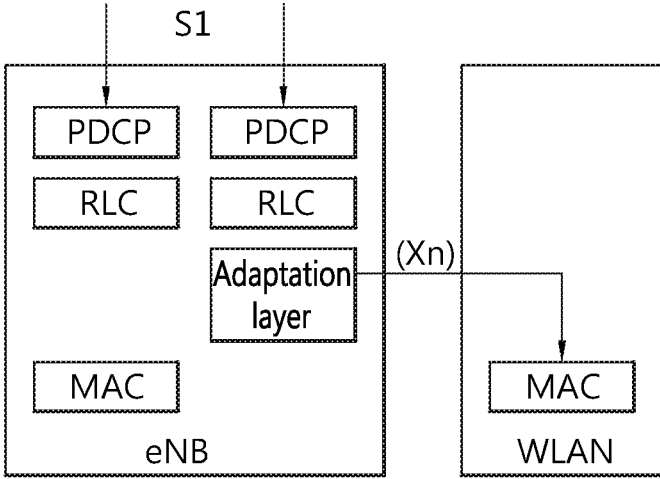 S1
PDCP PDCP
RLC RLC
(Xn)
Adaptation
layer
MAC MAC
eNB WLAN